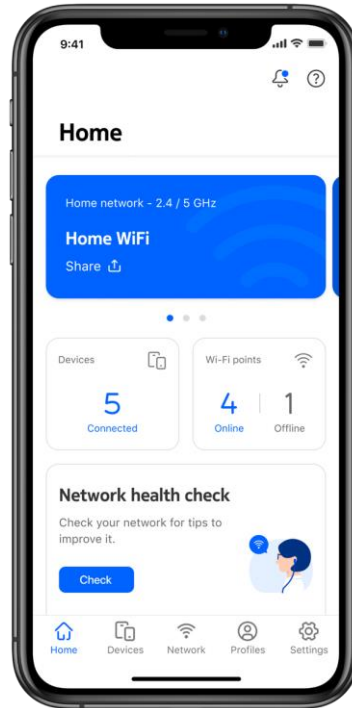 9:41
Home
Home network - 2.4 / 5 GHz
Home WiFi
Share
Devices
5
Connected
Wi-Fi points
4
Online
1
Offline
Network health check
Check your network for tips to
improve it.
Check
Home
Devices
Network
Profiles
Settings